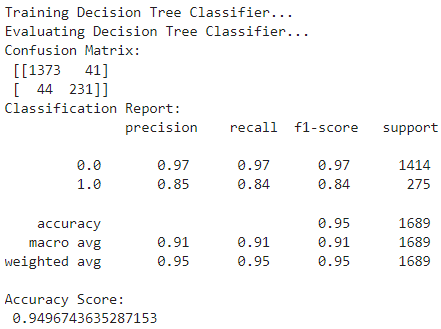 Training Decision Tree Classifier...
Evaluating Decision Tree Classifier...
Confusion Matrix:
 [[1373   41]
 [  44  231]]
Classification Report:
               precision    recall  f1-score   support

         0.0       0.97      0.97      0.97      1414
         1.0       0.85      0.84      0.84       275

    accuracy                           0.95      1689
   macro avg       0.91      0.91      0.91      1689
weighted avg       0.95      0.95      0.95      1689

Accuracy Score:
 0.9496743635287153